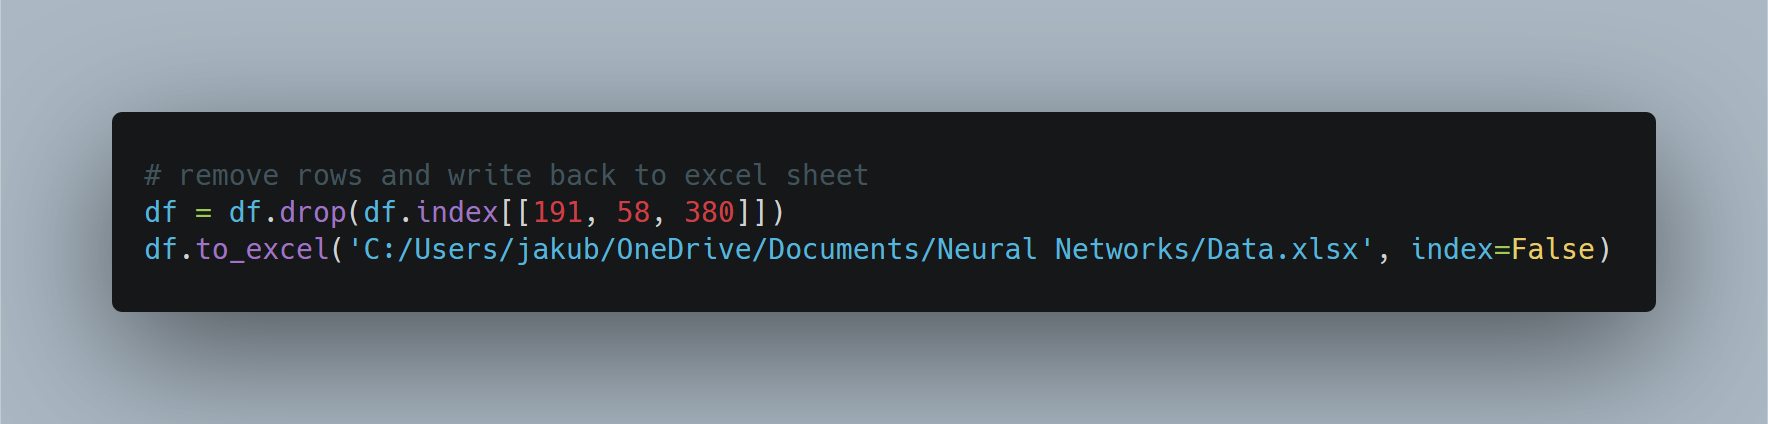 # remove rows and write back to excel sheet
df = df.drop(df.index[[191, 58, 380]])
df.to_excel('C:/Users/jakub/OneDrive/Documents/Neural Networks/Data.xlsx', index=False)